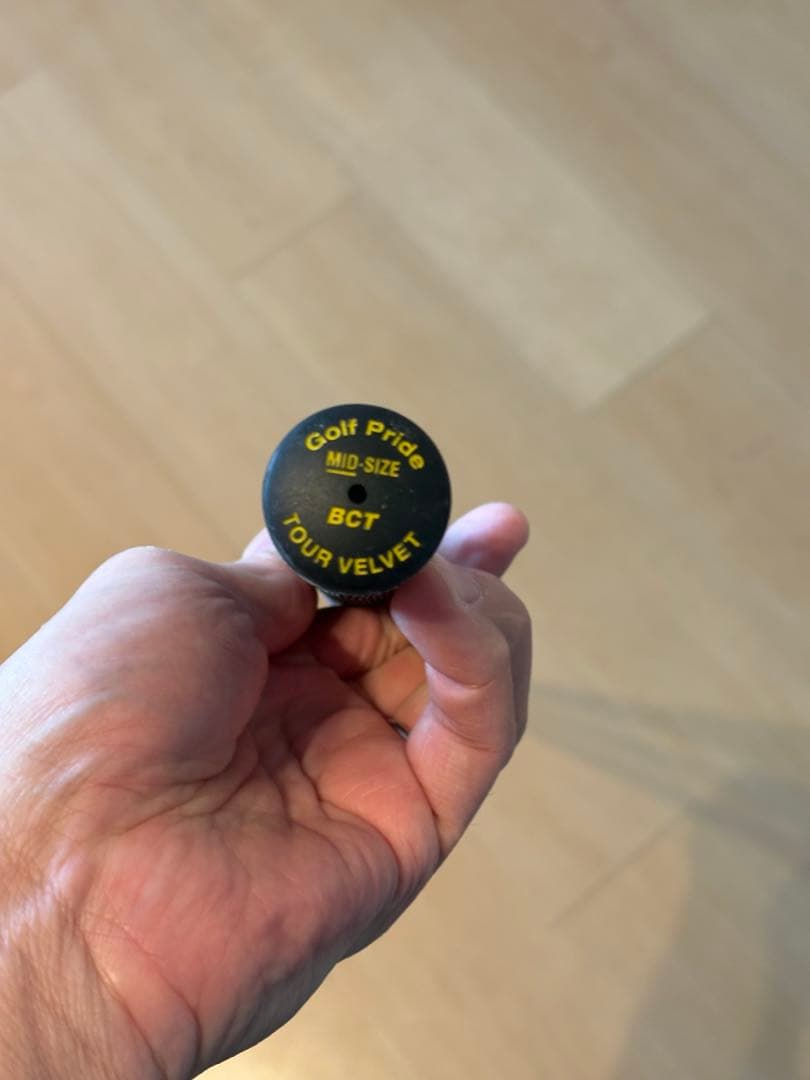 Golf Pride
MID-SIZE
BCT
TOUR VELVET